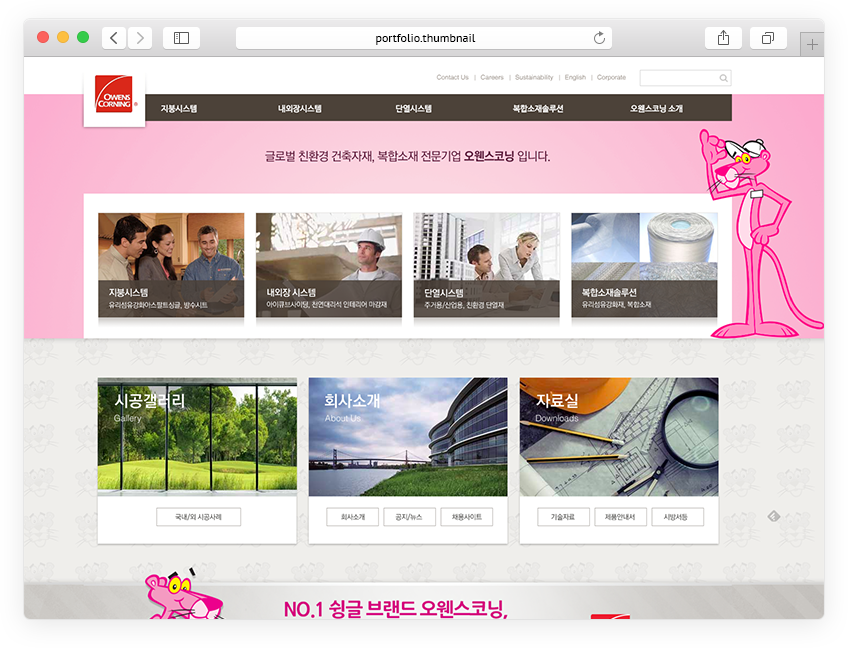 portfolio.thumbnail
Contact Us | Careers | Sustainability | English | Corporate
OWENS
CORNING
지붕시스템 내외장시스템 단열시스템 복합소재솔루션 오웬스코닝 소개
글로벌 친환경 건축자재, 복합소재 전문기업 오웬스코닝 입니다.
지붕시스템
유리섬유강화아스팔트싱글, 방수시트
내외장 시스템
아이큐브사이딩, 천연대리석 인테리어 마감재
단열시스템
주거용/산업용, 친환경 단열재
복합소재솔루션
유리섬유강화재, 복합소재
시공갤러리
Gallery
국내/외 시공사례
회사소개
About Us
회사소개 공지/뉴스 채용사이트
자료실
Downloads
기술자료 제품안내서 시방서등
NO.1 슁글 브랜드 오웬스코닝,